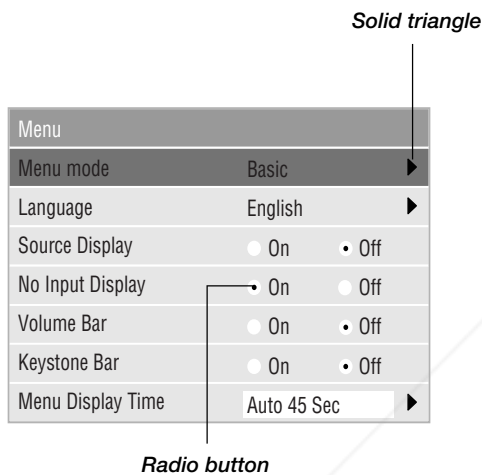 Solid triangle
Menu
Menu mode Basic
Language English
Source Display On Off
No Input Display On Off
Volume Bar On Off
Keystone Bar On Off
Menu Display Time Auto 45 Sec
Radio button